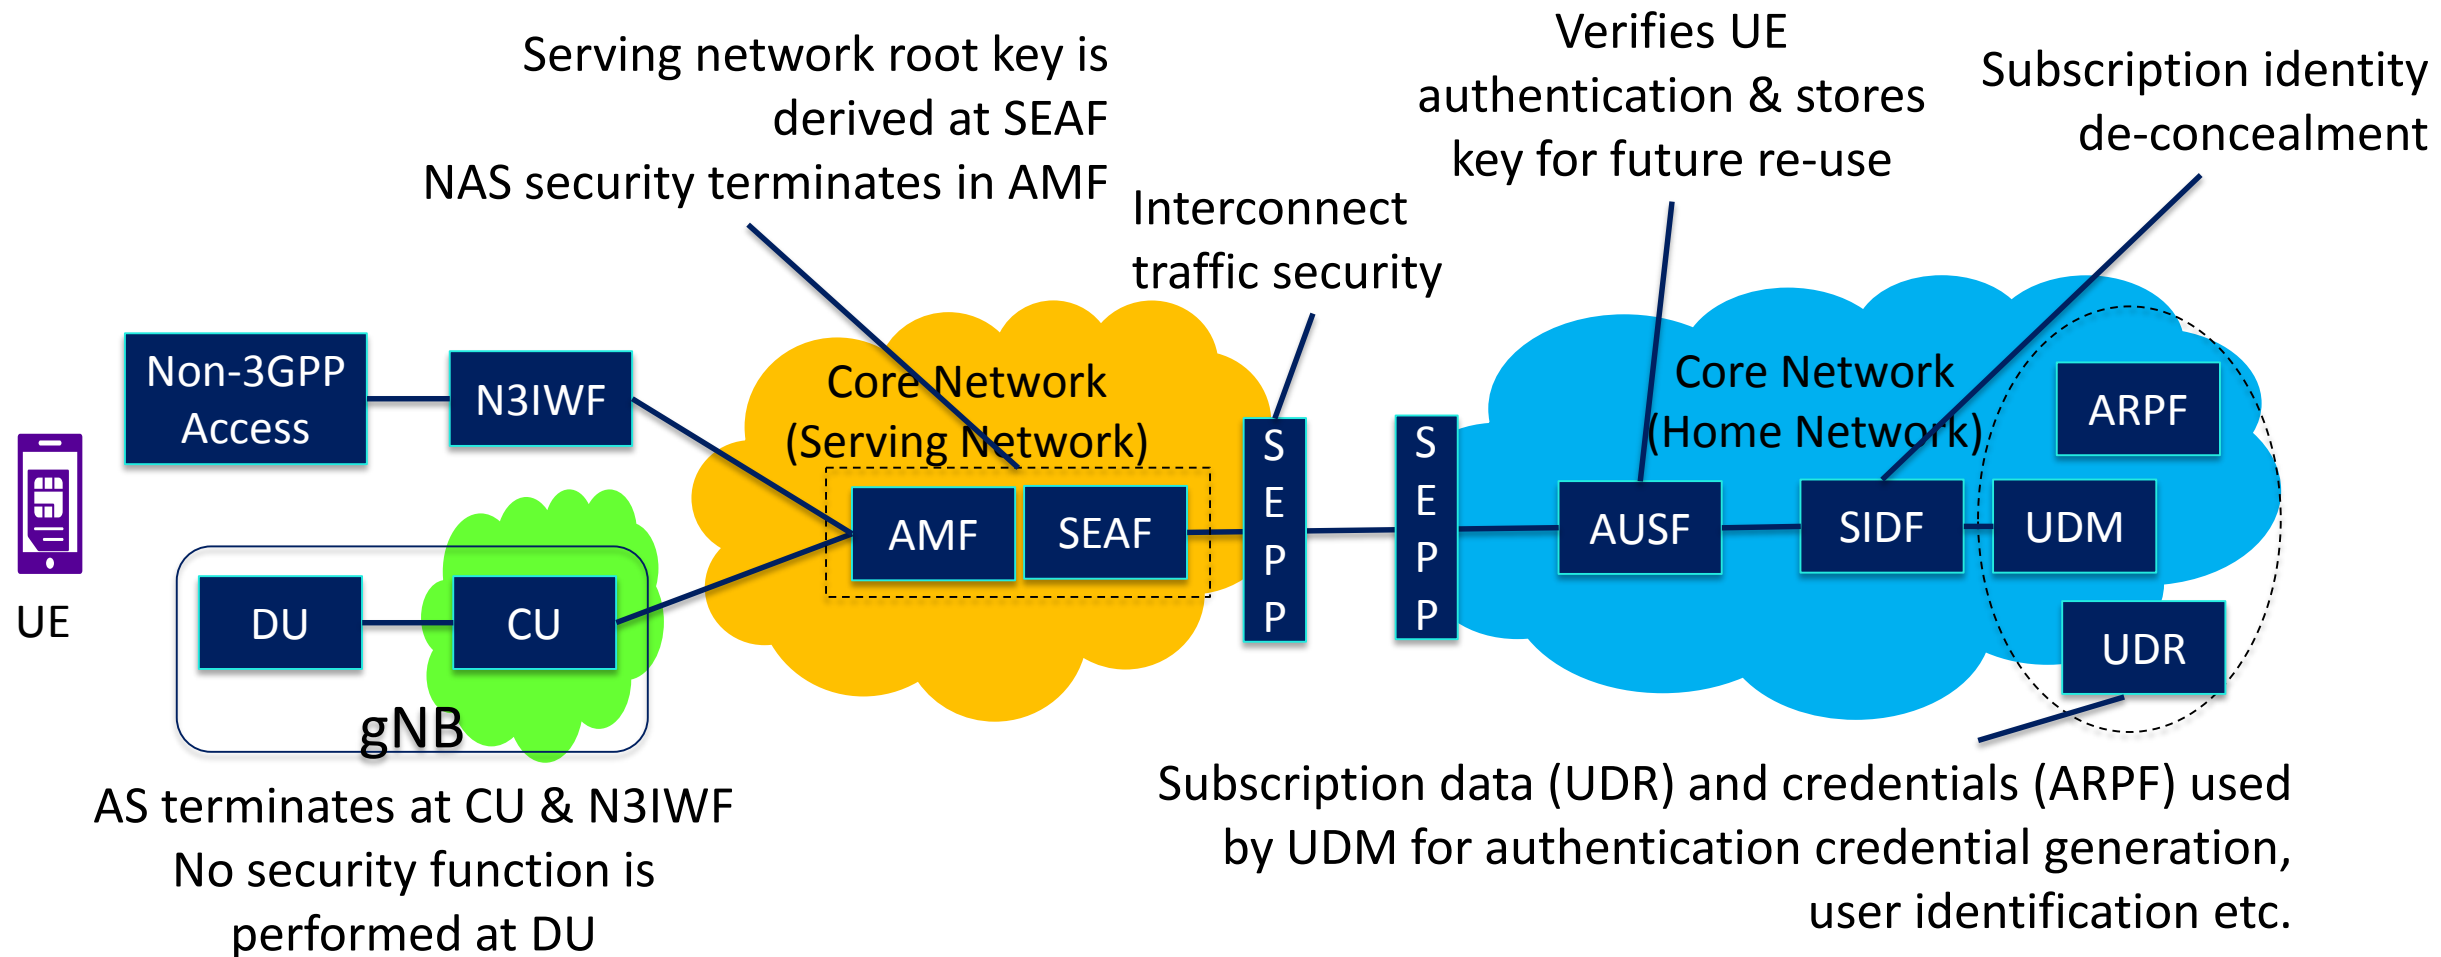 Serving network root key is
derived at SEAF
NAS security terminates in AMF
Interconnect
traffic security
Verifies UE
authentication & stores
key for future re-use
Subscription identity
de-concealment
Non-3GPP
Access
N3IWF
UE
DU
CU
gNB
AS terminates at CU & N3IWF
No security function is
performed at DU
Core Network
(Serving Network)
AMF
SEAF
S
E
P
P
S
E
P
P
Core Network
(Home Network)
AUSF
SIDF
ARPF
UDM
UDR
Subscription data (UDR) and credentials (ARPF) used
by UDM for authentication credential generation,
user identification etc.